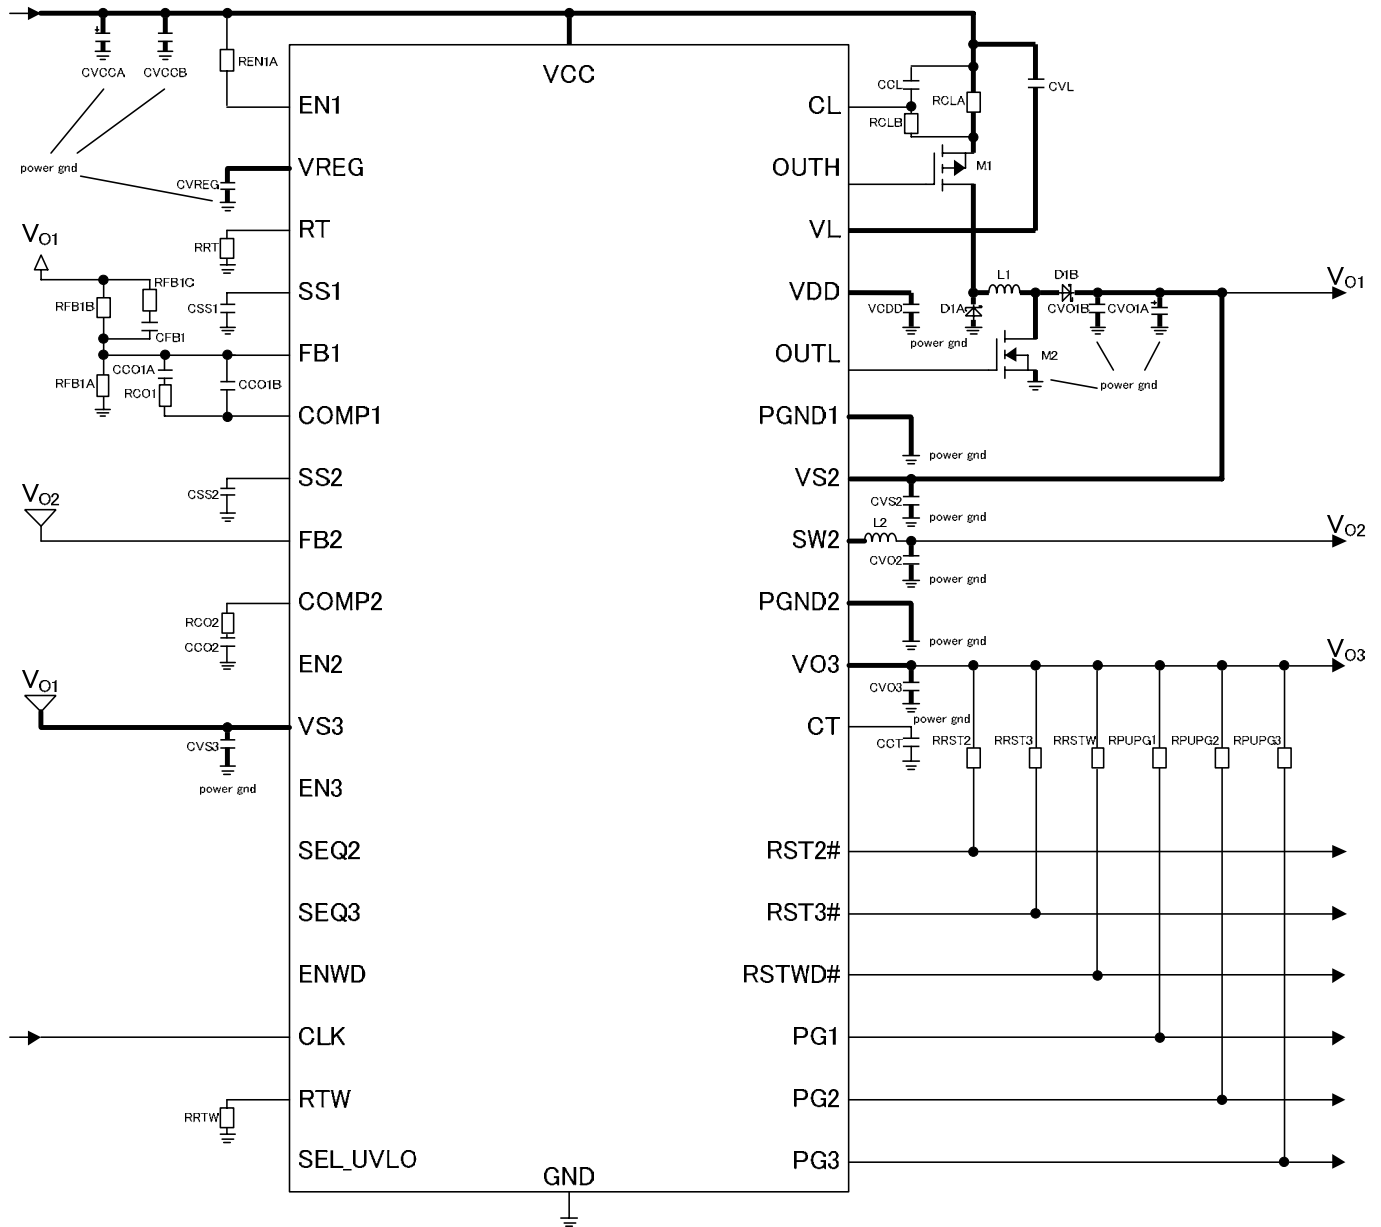 CVCCA
CVCCB
REN1A
VCC
EN1
power gnd
VREG
CVREG
RT
RRT
VO1
RFB1B
RFB1C
CFB1
SS1
CSS1
FB1
CCO1A
CCO1B
RFB1A
RCO1
COMP1
SS2
CSS2
VO2
FB2
COMP2
RCO2
CCO2
EN2
VO1
VS3
CVS3
power gnd
EN3
SEQ2
SEQ3
ENWD
CLK
RTW
RRTW
SEL_UVLO
GND
CL
CCL
RCLA
RCLB
CVL
OUTH
M1
VL
VDD
VCDD
D1A
L1
D1B
CVO1B
CVO1A
VO1
power gnd
OUTL
M2
power gnd
PGND1
power gnd
VS2
CVS2
power gnd
SW2
L2
VO2
CVO2
power gnd
PGND2
power gnd
VO3
VO3
CVO3
power gnd
CT
CCT
RRST2
RRST3
RRSTW
RPUPG1
RPUPG2
RPUPG3
RST2#
RST3#
RSTWD#
PG1
PG2
PG3